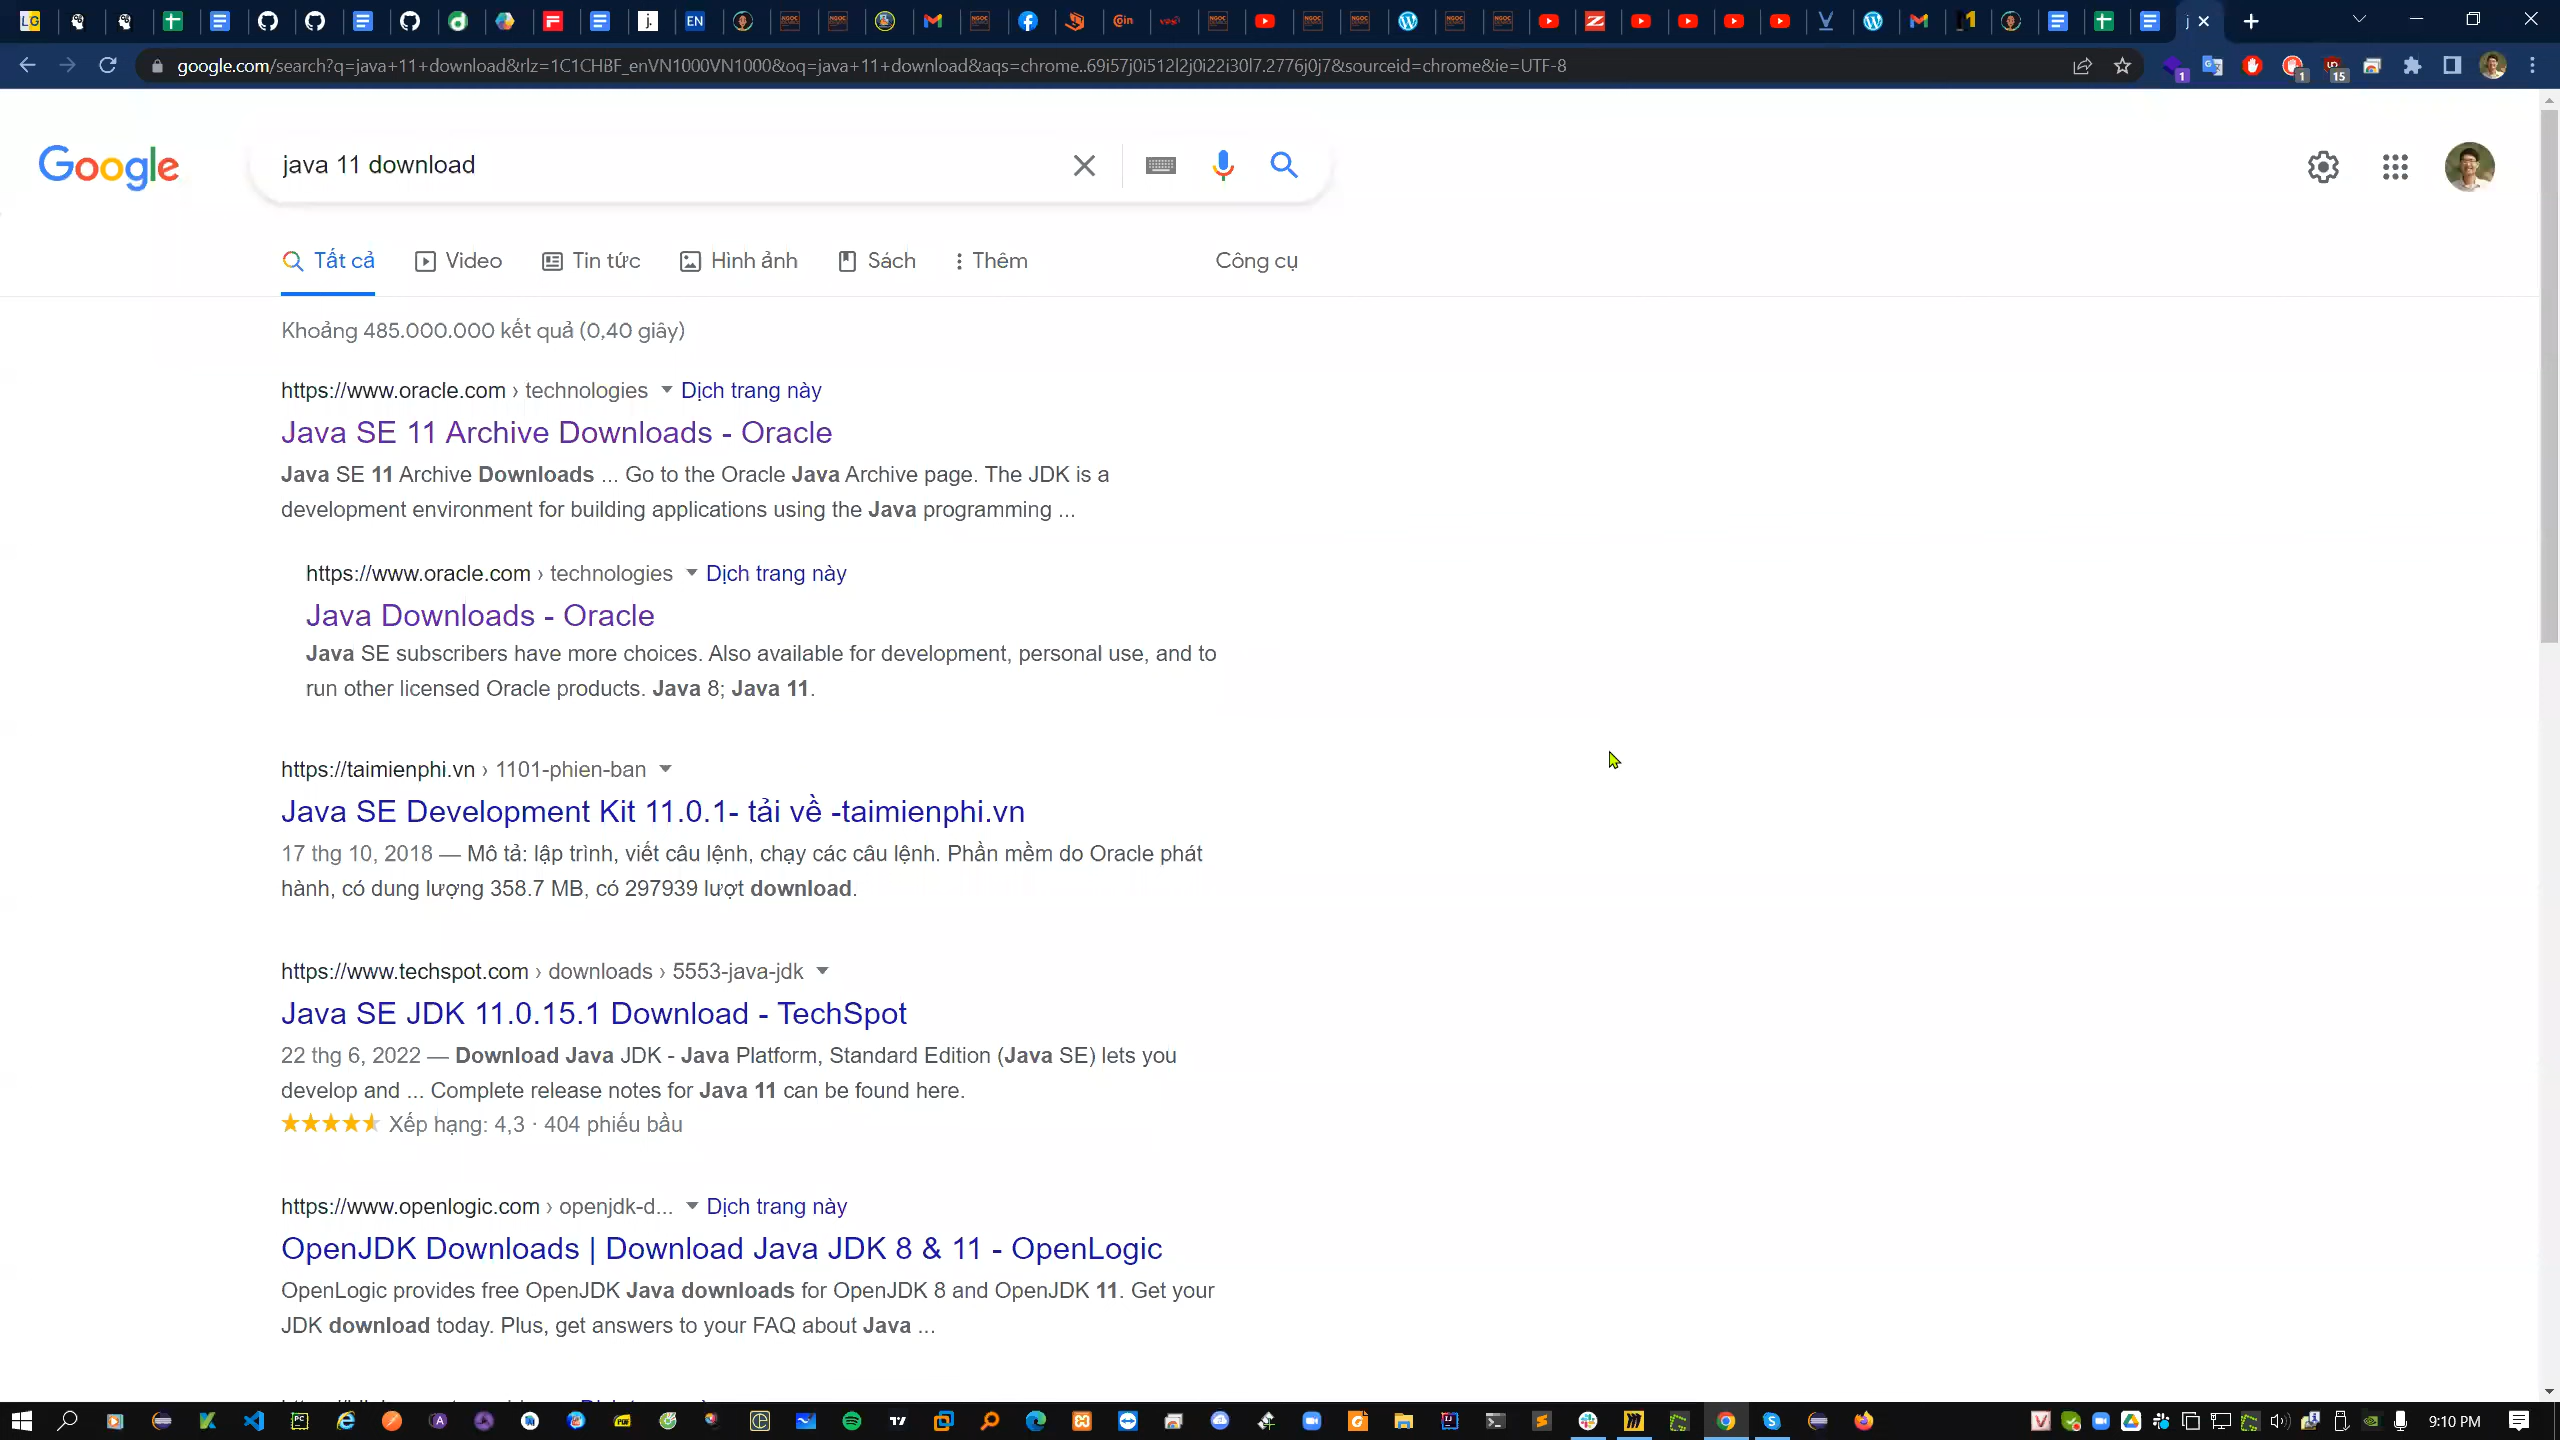 google.com/search?q=java+11+download&rlz=1C1CHBF_enVN1000VN1000&oq=java+11+download&aqs=chrome..69i57j0i512l2j0i22i30l7.2776j0j7&sourceid=chrome&ie=UTF-8
1
1
15
Google
java 11 download
Tất cả
Video
Tin tức
Hình ảnh
Sách
Thêm
Công cụ
Khoảng 485.000.000 kết quả (0,40 giây)
https://www.oracle.com › technologies Dịch trang này
Java SE 11 Archive Downloads - Oracle
Java SE 11 Archive Downloads ... Go to the Oracle Java Archive page. The JDK is a
development environment for building applications using the Java programming ...
https://www.oracle.com › technologies Dịch trang này
Java Downloads - Oracle
Java SE subscribers have more choices. Also available for development, personal use, and to
run other licensed Oracle products. Java 8; Java 11.
https://taimienphi.vn › 1101-phien-ban
Java SE Development Kit 11.0.1- tải về -taimienphi.vn
17 thg 10, 2018 — Mô tả: lập trình, viết câu lệnh, chạy các câu lệnh. Phần mềm do Oracle phát
hành, có dung lượng 358.7 MB, có 297939 lượt download.
https://www.techspot.com › downloads › 5553-java-jdk
Java SE JDK 11.0.15.1 Download - TechSpot
22 thg 6, 2022 — Download Java JDK - Java Platform, Standard Edition (Java SE) lets you
develop and ... Complete release notes for Java 11 can be found here.
Xếp hạng: 4,3 · 404 phiếu bầu
https://www.openlogic.com › openjdk-d... Dịch trang này
OpenJDK Downloads | Download Java JDK 8 & 11 - OpenLogic
OpenLogic provides free OpenJDK Java downloads for OpenJDK 8 and OpenJDK 11. Get your
JDK download today. Plus, get answers to your FAQ about Java ...
9:10 PM